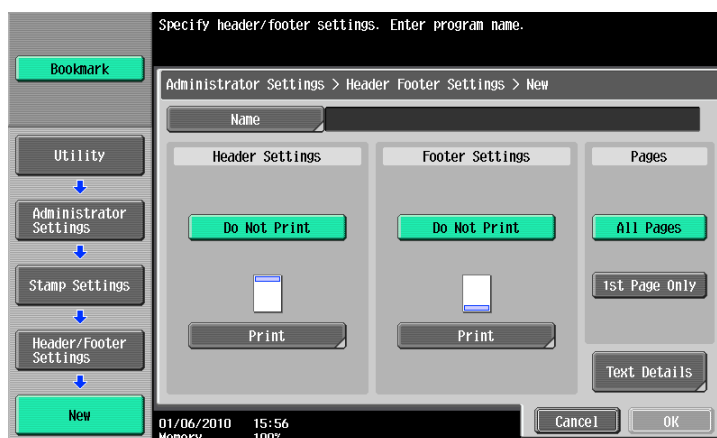 Specify header/footer settings. Enter program name.
Bookmark
Administrator Settings > Header Footer Settings > New
Name
Utility
Administrator
Settings
Stamp Settings
Header/Footer
Settings
New
Header Settings
Do Not Print
Print
Footer Settings
Do Not Print
Print
Pages
All Pages
1st Page Only
Text Details
01/06/2010 15:56
Memory 100%
Cancel
OK